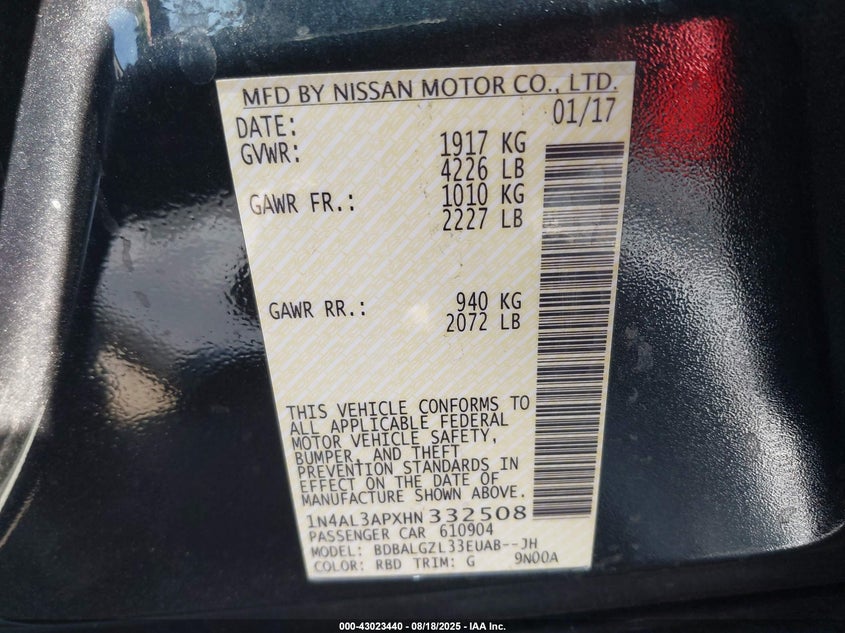 MFD BY NISSAN MOTOR CO., LTD.
DATE: 01/17
GVWR: 1917 KG
4226 LB
GAWR FR.: 1010 KG
2227 LB
GAWR RR.: 940 KG
2072 LB
THIS VEHICLE CONFORMS TO
ALL APPLICABLE FEDERAL
MOTOR VEHICLE SAFETY,
BUMPER, AND THEFT
PREVENTION STANDARDS IN
EFFECT ON THE DATE OF
MANUFACTURE SHOWN ABOVE.
1N4AL3APXHN 332508
PASSENGER CAR 610904
MODEL: BDBALGZL33EUAB--JH
COLOR: RBD TRIM: G 9N00A
000-43023440 - 08/18/2025 - IAA Inc.